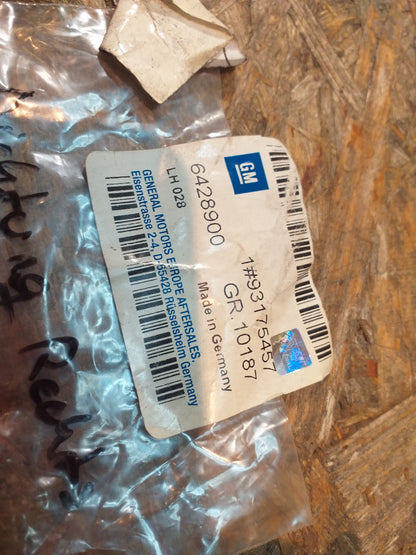 GM
1#93175457
GR.10187
6428900
Made in Germany
LH 028
GENERAL MOTORS EUROPE AFTERSALES.
Eisenstrasse 2-4, D-65428 Rüsselsheim Germany